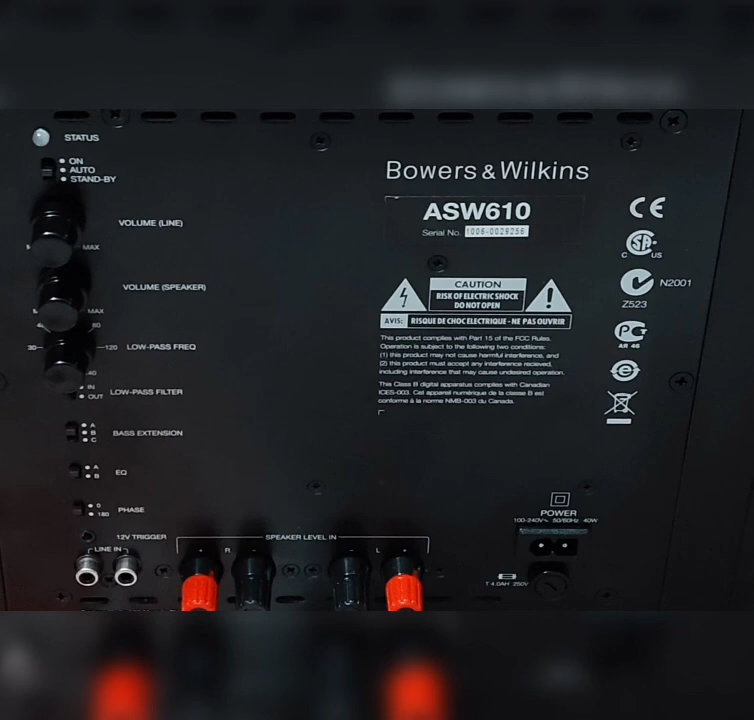 STATUS
ON
AUTO
STAND-BY
VOLUME (LINE)
MAX
VOLUME (SPEAKER)
MAX
80
30
120
LOW-PASS FREQ
40
IN
OUT
LOW-PASS FILTER
A
B
C
BASS EXTENSION
A
B
EQ
0
180
PHASE
12V TRIGGER
LINE IN
SPEAKER LEVEL IN
R
L
Bowers & Wilkins
ASW610
Serial No. 1006-0029256
CAUTION
RISK OF ELECTRIC SHOCK
DO NOT OPEN
AVIS: RISQUE DE CHOC ELECTRIQUE - NE PAS OUVRIR
This product complies with Part 15 of the FCC Rules.
Operation is subject to the following two conditions:
(1) this product may not cause harmful interference, and
(2) this product must accept any interference recieved,
including interference that may cause undesired operation.
This Class B digital apparatus complies with Canadian
ICES-003. Cet appareil numérique de la classe B est
conforme à la norme NMB-003 du Canada.
CE
C US
N2001
Z523
AR 46
POWER
100-240V~ 50/60Hz 40W
T 4.0AH 250V